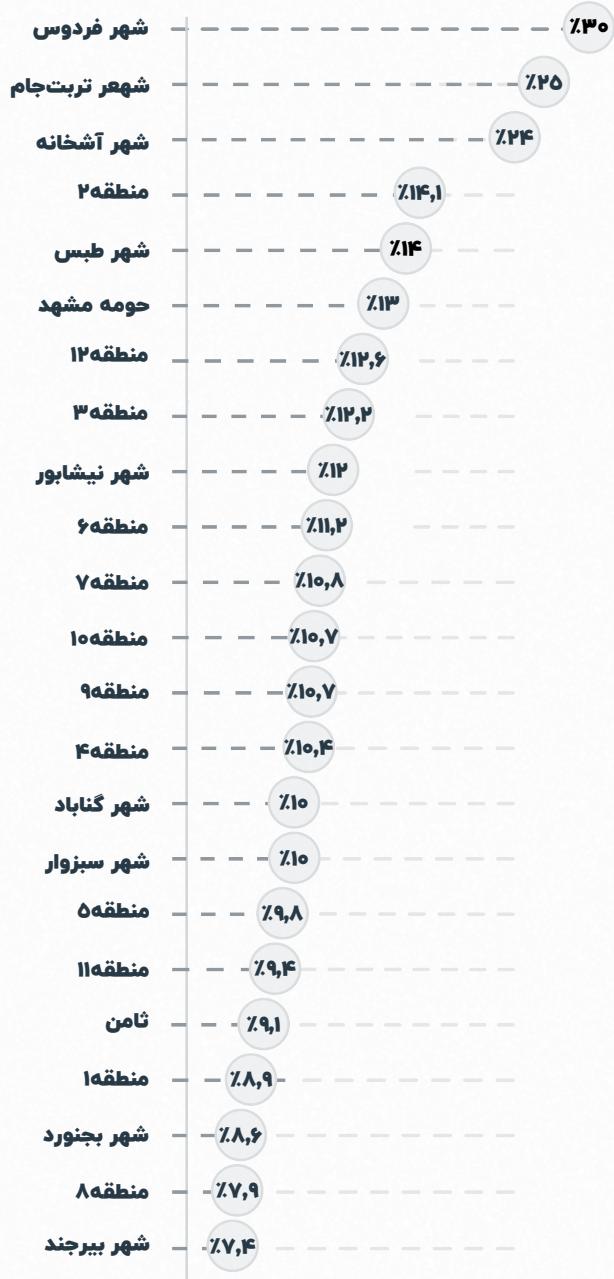 شهر فردوس ٪۳۰
شهعر تربت‌جام ٪۲۵
شهر آشخانه ٪۲۴
منطقه۲ ٪۱۴,۱
شهر طبس ٪۱۴
حومه مشهد ٪۱۳
منطقه۱۲ ٪۱۲,۶
منطقه۳ ٪۱۲,۲
شهر نیشابور ٪۱۲
منطقه۶ ٪۱۱,۲
منطقه۷ ٪۱۰,۸
منطقه۱۰ ٪۱۰,۷
منطقه۹ ٪۱۰,۷
منطقه۴ ٪۱۰,۴
شهر گناباد ٪۱۰
شهر سبزوار ٪۱۰
منطقه۵ ٪۹,۸
منطقه۱۱ ٪۹,۴
ثامن ٪۹,۱
منطقه۱ ٪۸,۹
شهر بجنورد ٪۸,۶
منطقه۸ ٪۷,۹
شهر بیرجند ٪۷,۴